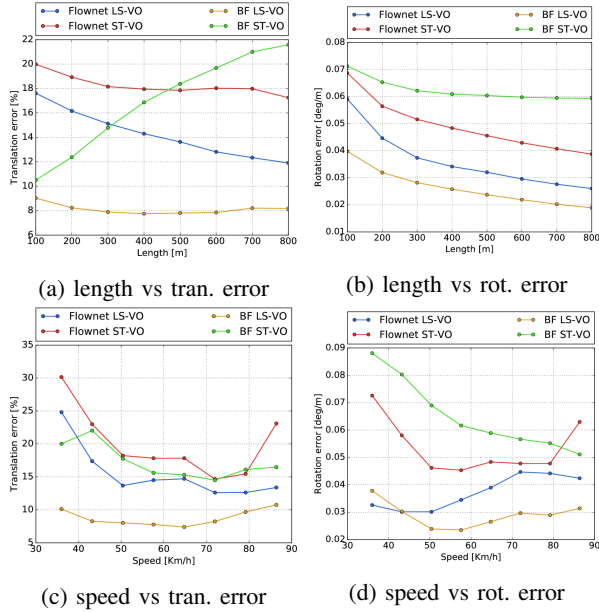 Flownet LS-VO BF LS-VO
Flownet ST-VO BF ST-VO
22
20
18
16
14
12
10
8
6
Translation error [%]
100 200 300 400 500 600 700 800
Length [m]
(a) length vs tran. error
Flownet LS-VO BF LS-VO
Flownet ST-VO BF ST-VO
0.09
0.08
0.07
0.06
0.05
0.04
0.03
0.02
0.01
Rotation error [deg/m]
100 200 300 400 500 600 700 800
Length [m]
(b) length vs rot. error
Flownet LS-VO BF LS-VO
Flownet ST-VO BF ST-VO
35
30
25
20
15
10
5
Translation error [%]
30 40 50 60 70 80 90
Speed [Km/h]
(c) speed vs tran. error
Flownet LS-VO BF LS-VO
Flownet ST-VO BF ST-VO
0.09
0.08
0.07
0.06
0.05
0.04
0.03
0.02
Rotation error [deg/m]
30 40 50 60 70 80 90
Speed [Km/h]
(d) speed vs rot. error